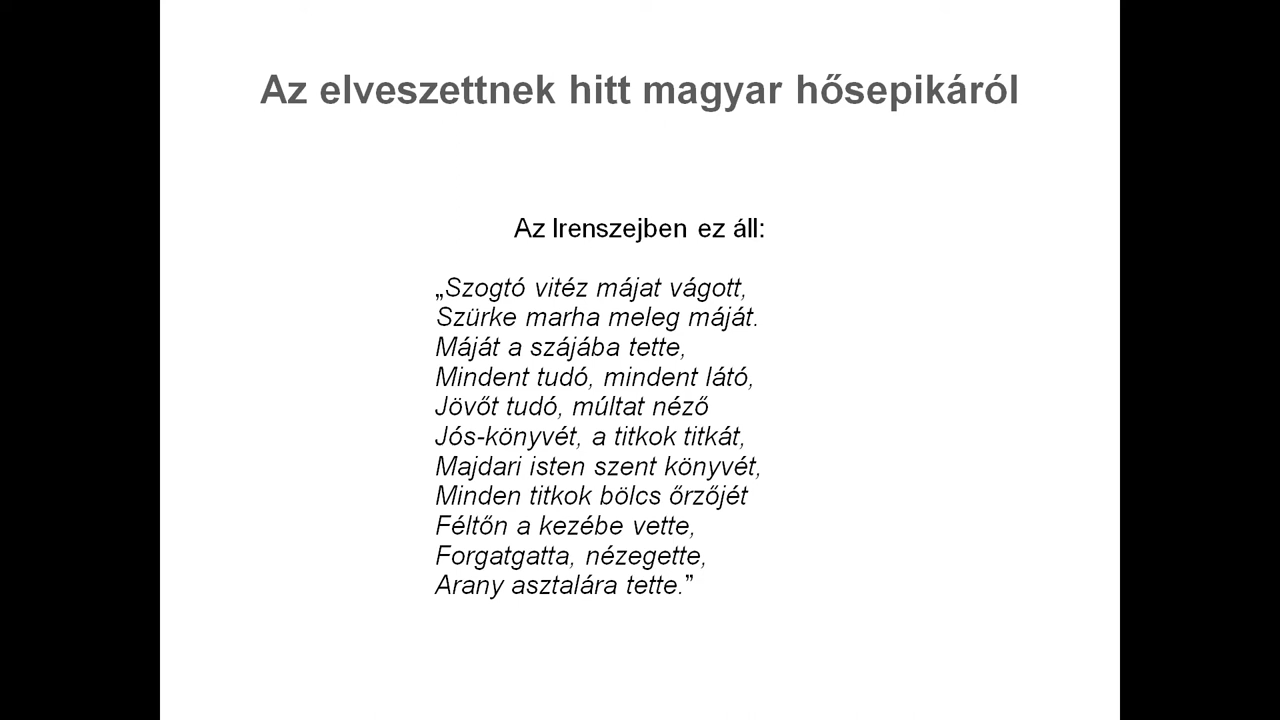 Az elveszettnek hitt magyar hősepikáról
Az Irenszejben ez áll:
„Szogtó vitéz májat vágott,
Szürke marha meleg máját.
Máját a szájába tette,
Mindent tudó, mindent látó,
Jövőt tudó, múltat néző
Jós-könyvét, a titkok titkát,
Majdari isten szent könyvét,
Minden titkok bölcs őrzőjét
Féltőn a kezébe vette,
Forgatgatta, nézegette,
Arany asztalára tette.”